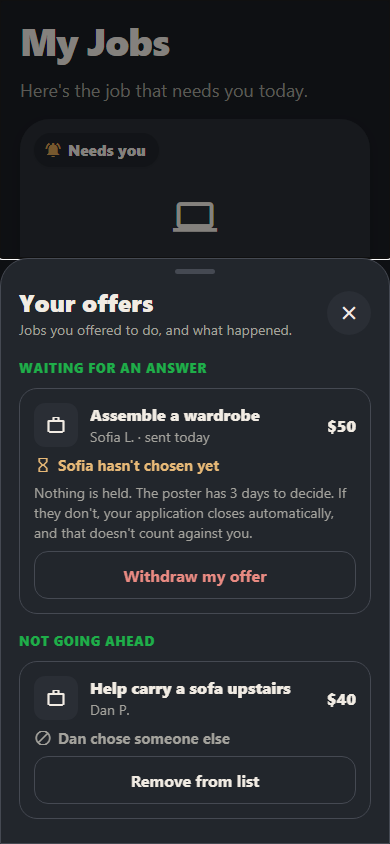 My Jobs
Here's the job that needs you today.
Needs you
Your offers
Jobs you offered to do, and what happened.
WAITING FOR AN ANSWER
Assemble a wardrobe
$50
Sofia L. · sent today
Sofia hasn't chosen yet
Nothing is held. The poster has 3 days to decide. If
they don't, your application closes automatically,
and that doesn't count against you.
Withdraw my offer
NOT GOING AHEAD
Help carry a sofa upstairs
$40
Dan P.
Dan chose someone else
Remove from list